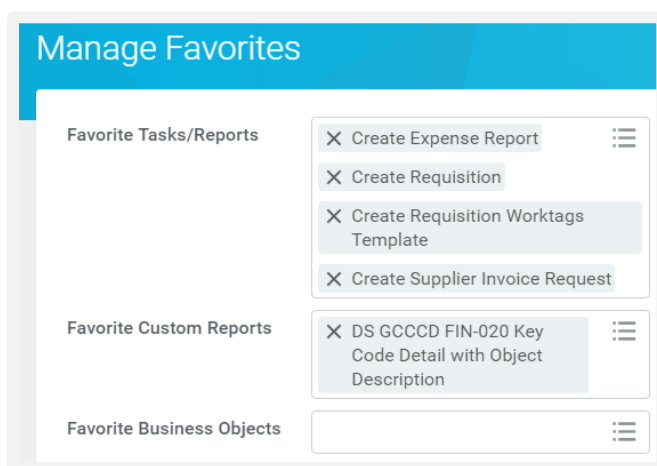 Manage Favorites
Favorite Tasks/Reports
Create Expense Report
Create Requisition
Create Requisition Worktags
Template
Create Supplier Invoice Request
Favorite Custom Reports
DS GCCCD FIN-020 Key
Code Detail with Object
Description
Favorite Business Objects